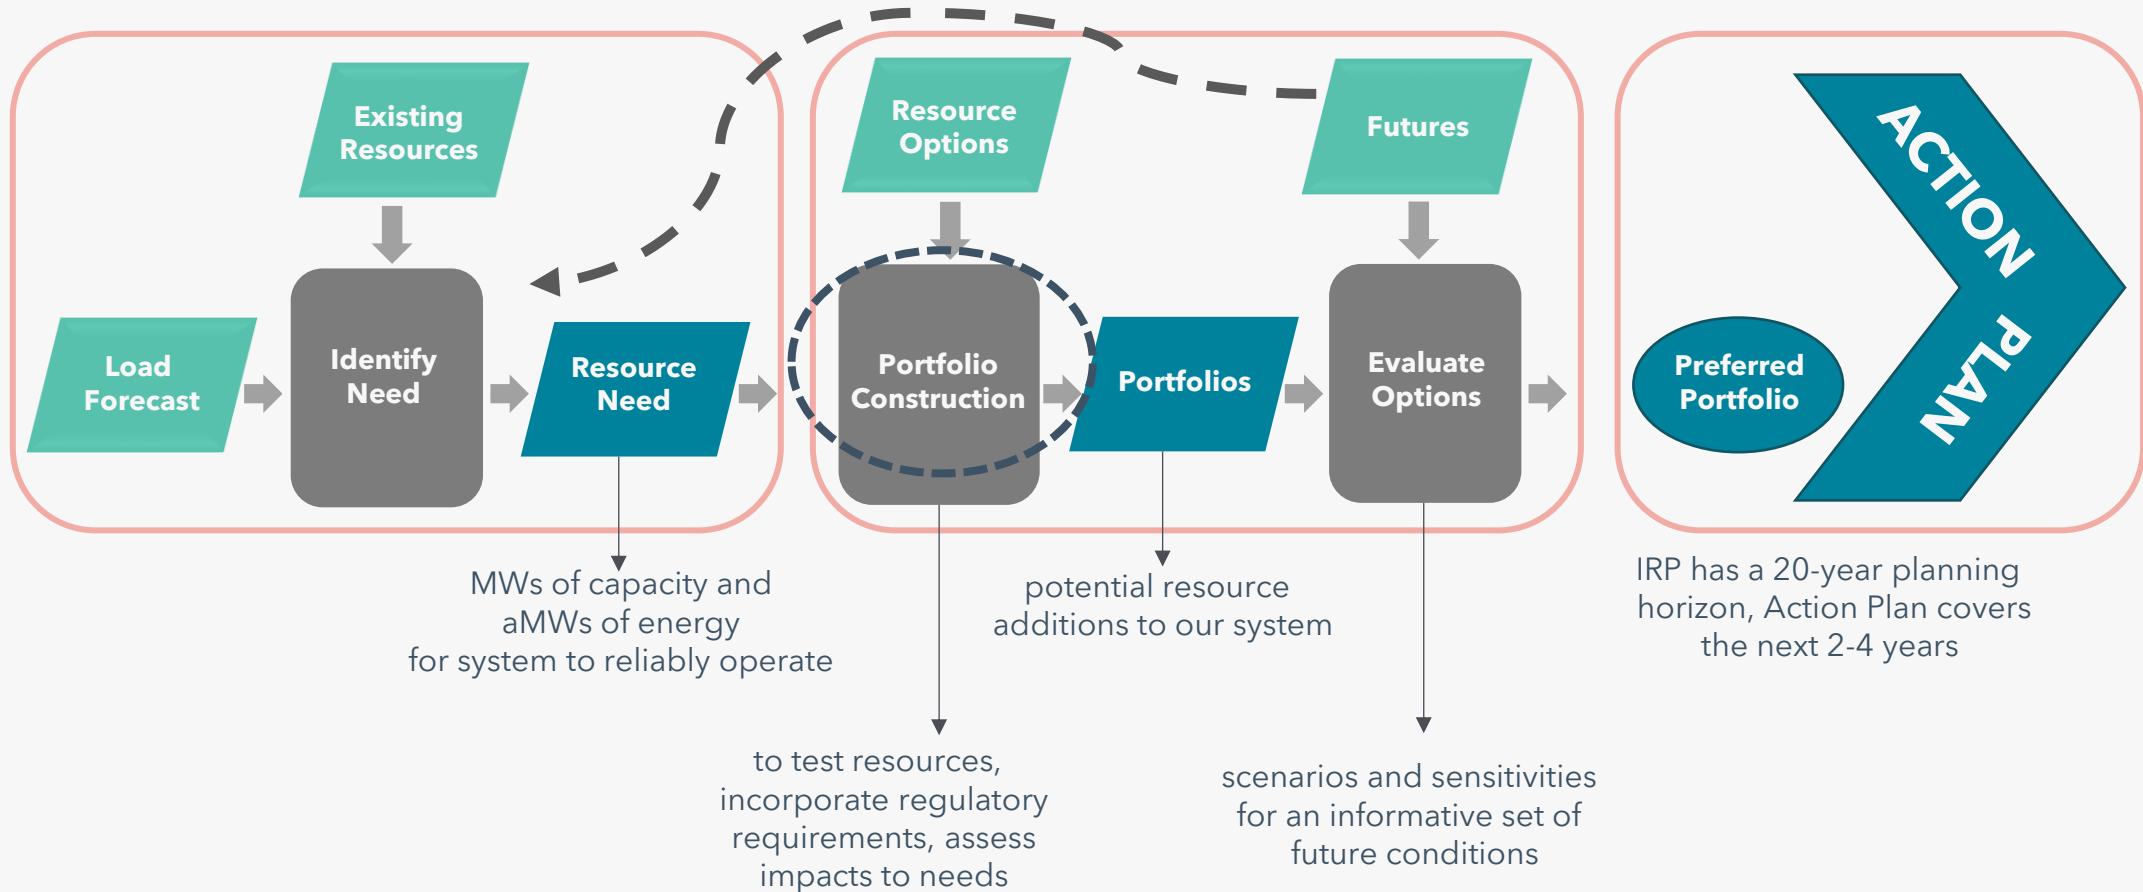 Existing
Resources
Resource
Options
Futures
Load
Forecast
Identify
Need
Resource
Need
Portfolio
Construction
Portfolios
Evaluate
Options
Preferred
Portfolio
ACTION PLAN
MWs of capacity and
aMWs of energy
for system to reliably operate
potential resource
additions to our system
IRP has a 20-year planning
horizon, Action Plan covers
the next 2-4 years
to test resources,
incorporate regulatory
requirements, assess
impacts to needs
scenarios and sensitivities
for an informative set of
future conditions